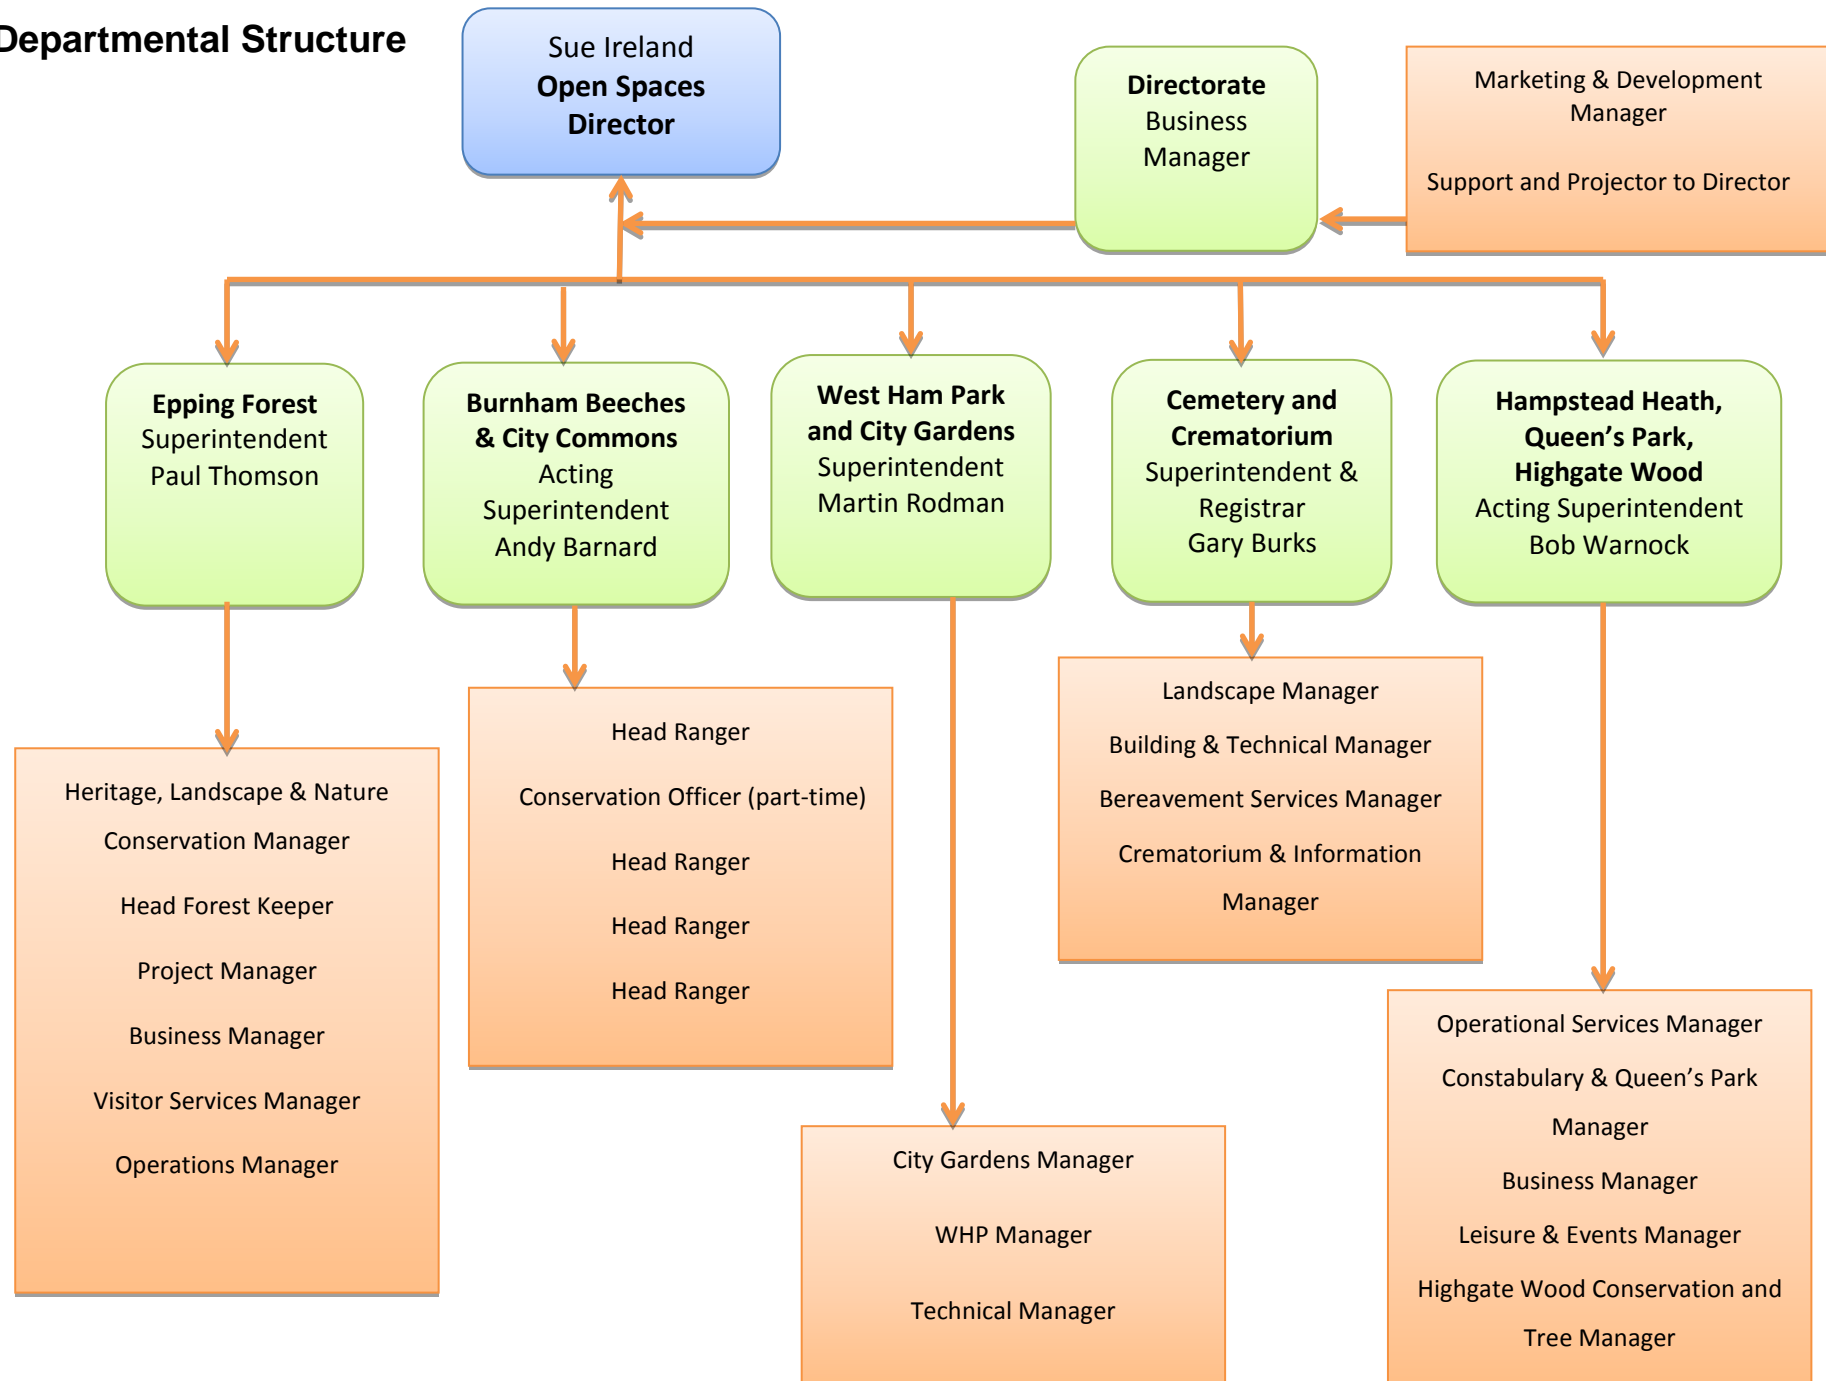 Departmental Structure
Sue Ireland
Open Spaces
Director
Directorate
Business
Manager
Marketing & Development
Manager
Support and Projector to Director
Epping Forest
Superintendent
Paul Thomson
Burnham Beeches
& City Commons
Acting
Superintendent
Andy Barnard
West Ham Park
and City Gardens
Superintendent
Martin Rodman
Cemetery and
Crematorium
Superintendent &
Registrar
Gary Burks
Hampstead Heath,
Queen’s Park,
Highgate Wood
Acting Superintendent
Bob Warnock
Heritage, Landscape & Nature
Conservation Manager
Head Forest Keeper
Project Manager
Business Manager
Visitor Services Manager
Operations Manager
Head Ranger
Conservation Officer (part-time)
Head Ranger
Head Ranger
Head Ranger
City Gardens Manager
WHP Manager
Technical Manager
Landscape Manager
Building & Technical Manager
Bereavement Services Manager
Crematorium & Information
Manager
Operational Services Manager
Constabulary & Queen’s Park
Manager
Business Manager
Leisure & Events Manager
Highgate Wood Conservation and
Tree Manager